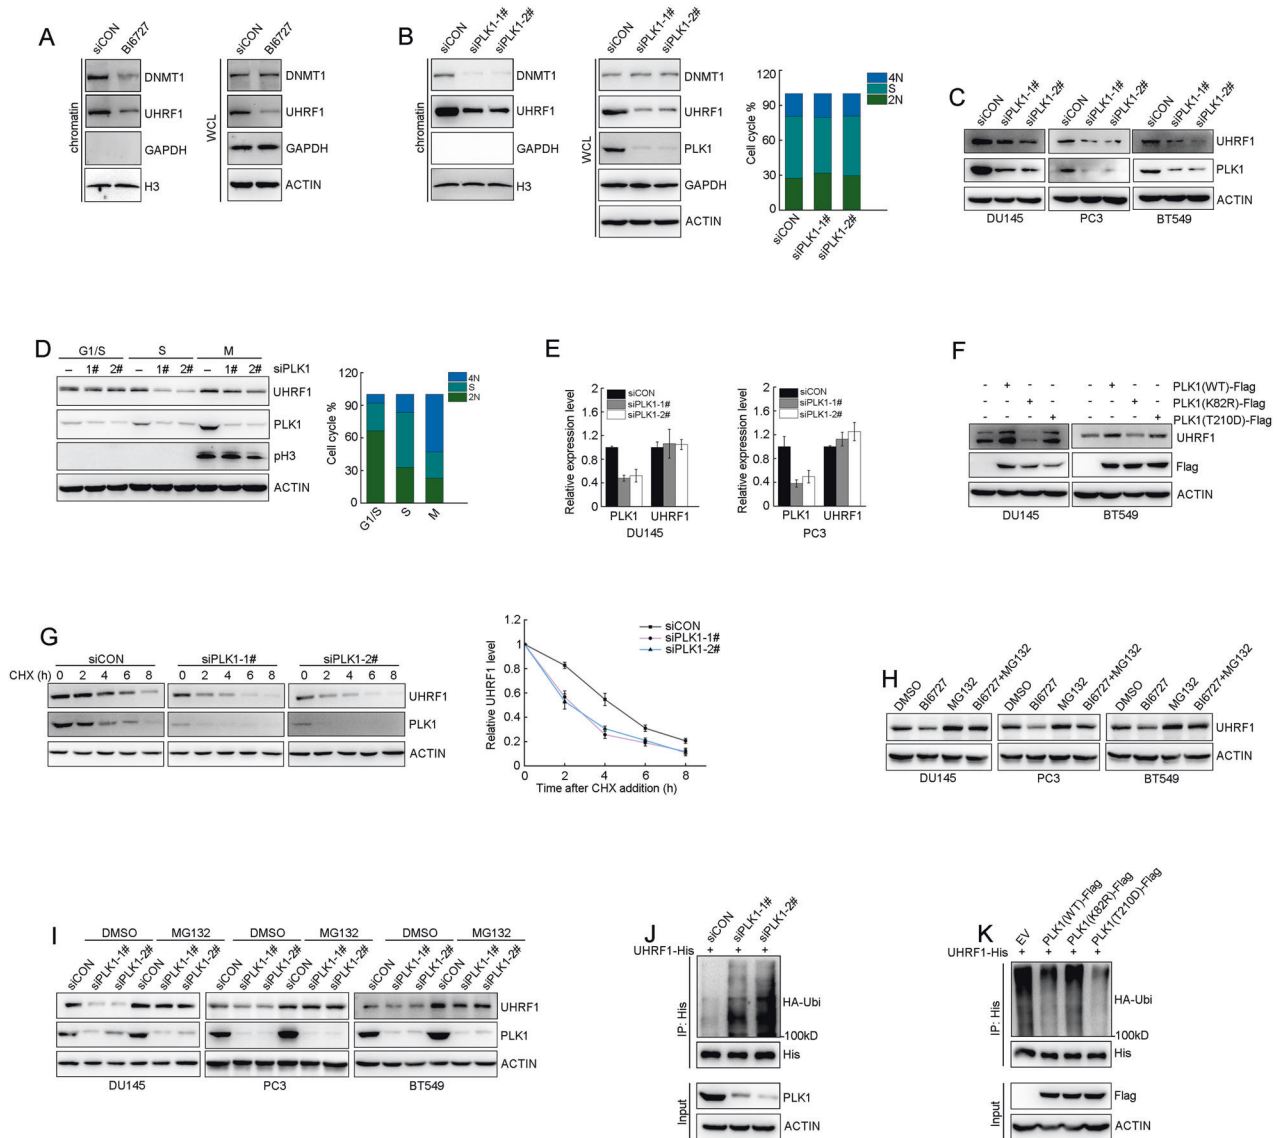 A
siCON
BI6727
chromatin
DNMT1
UHRF1
GAPDH
H3
siCON
BI6727
WCL
DNMT1
UHRF1
GAPDH
ACTIN
B
siCON
siPLK1-1#
siPLK1-2#
chromatin
DNMT1
UHRF1
GAPDH
H3
siCON
siPLK1-1#
siPLK1-2#
WCL
DNMT1
UHRF1
PLK1
GAPDH
ACTIN
Cell cycle %
120
90
60
30
0
4N
S
2N
siCON
siPLK1-1#
siPLK1-2#
C
siCON
siPLK1-1#
siPLK1-2#
siCON
siPLK1-1#
siPLK1-2#
siCON
siPLK1-1#
siPLK1-2#
UHRF1
PLK1
ACTIN
DU145 PC3 BT549
D
G1/S S M
– 1# 2# – 1# 2# – 1# 2# siPLK1
UHRF1
PLK1
pH3
ACTIN
Cell cycle %
120
90
60
30
0
4N
S
2N
G1/S
S
M
E
Relative expression level
2
1.6
1.2
0.8
0.4
0
siCON
siPLK1-1#
siPLK1-2#
PLK1 UHRF1
DU145
Relative expression level
2
1.6
1.2
0.8
0.4
0
siCON
siPLK1-1#
siPLK1-2#
PLK1 UHRF1
PC3
F
- + - - - + - - PLK1(WT)-Flag
- - + - - - + - PLK1(K82R)-Flag
- - - + - - - + PLK1(T210D)-Flag
UHRF1
Flag
ACTIN
DU145 BT549
G
siCON siPLK1-1# siPLK1-2#
CHX (h) 0 2 4 6 8 0 2 4 6 8 0 2 4 6 8
UHRF1
PLK1
ACTIN
Relative UHRF1 level
1.2
1
0.8
0.6
0.4
0.2
0
siCON
siPLK1-1#
siPLK1-2#
0 2 4 6 8
Time after CHX addition (h)
H
DMSO
BI6727
MG132
BI6727+MG132
DMSO
BI6727
MG132
BI6727+MG132
DMSO
BI6727
MG132
BI6727+MG132
UHRF1
ACTIN
DU145 PC3 BT549
I
DMSO MG132 DMSO MG132 DMSO MG132
siCON
siPLK1-1#
siPLK1-2#
siCON
siPLK1-1#
siPLK1-2#
siCON
siPLK1-1#
siPLK1-2#
siCON
siPLK1-1#
siPLK1-2#
siCON
siPLK1-1#
siPLK1-2#
siCON
siPLK1-1#
siPLK1-2#
UHRF1
PLK1
ACTIN
DU145 PC3 BT549
J
siCON
siPLK1-1#
siPLK1-2#
UHRF1-His + + +
IP: His
HA-Ubi
100kD
His
Input
PLK1
ACTIN
K
EV
PLK1(WT)-Flag
PLK1(K82R)-Flag
PLK1(T210D)-Flag
UHRF1-His + + + +
IP: His
HA-Ubi
100kD
His
Input
Flag
ACTIN